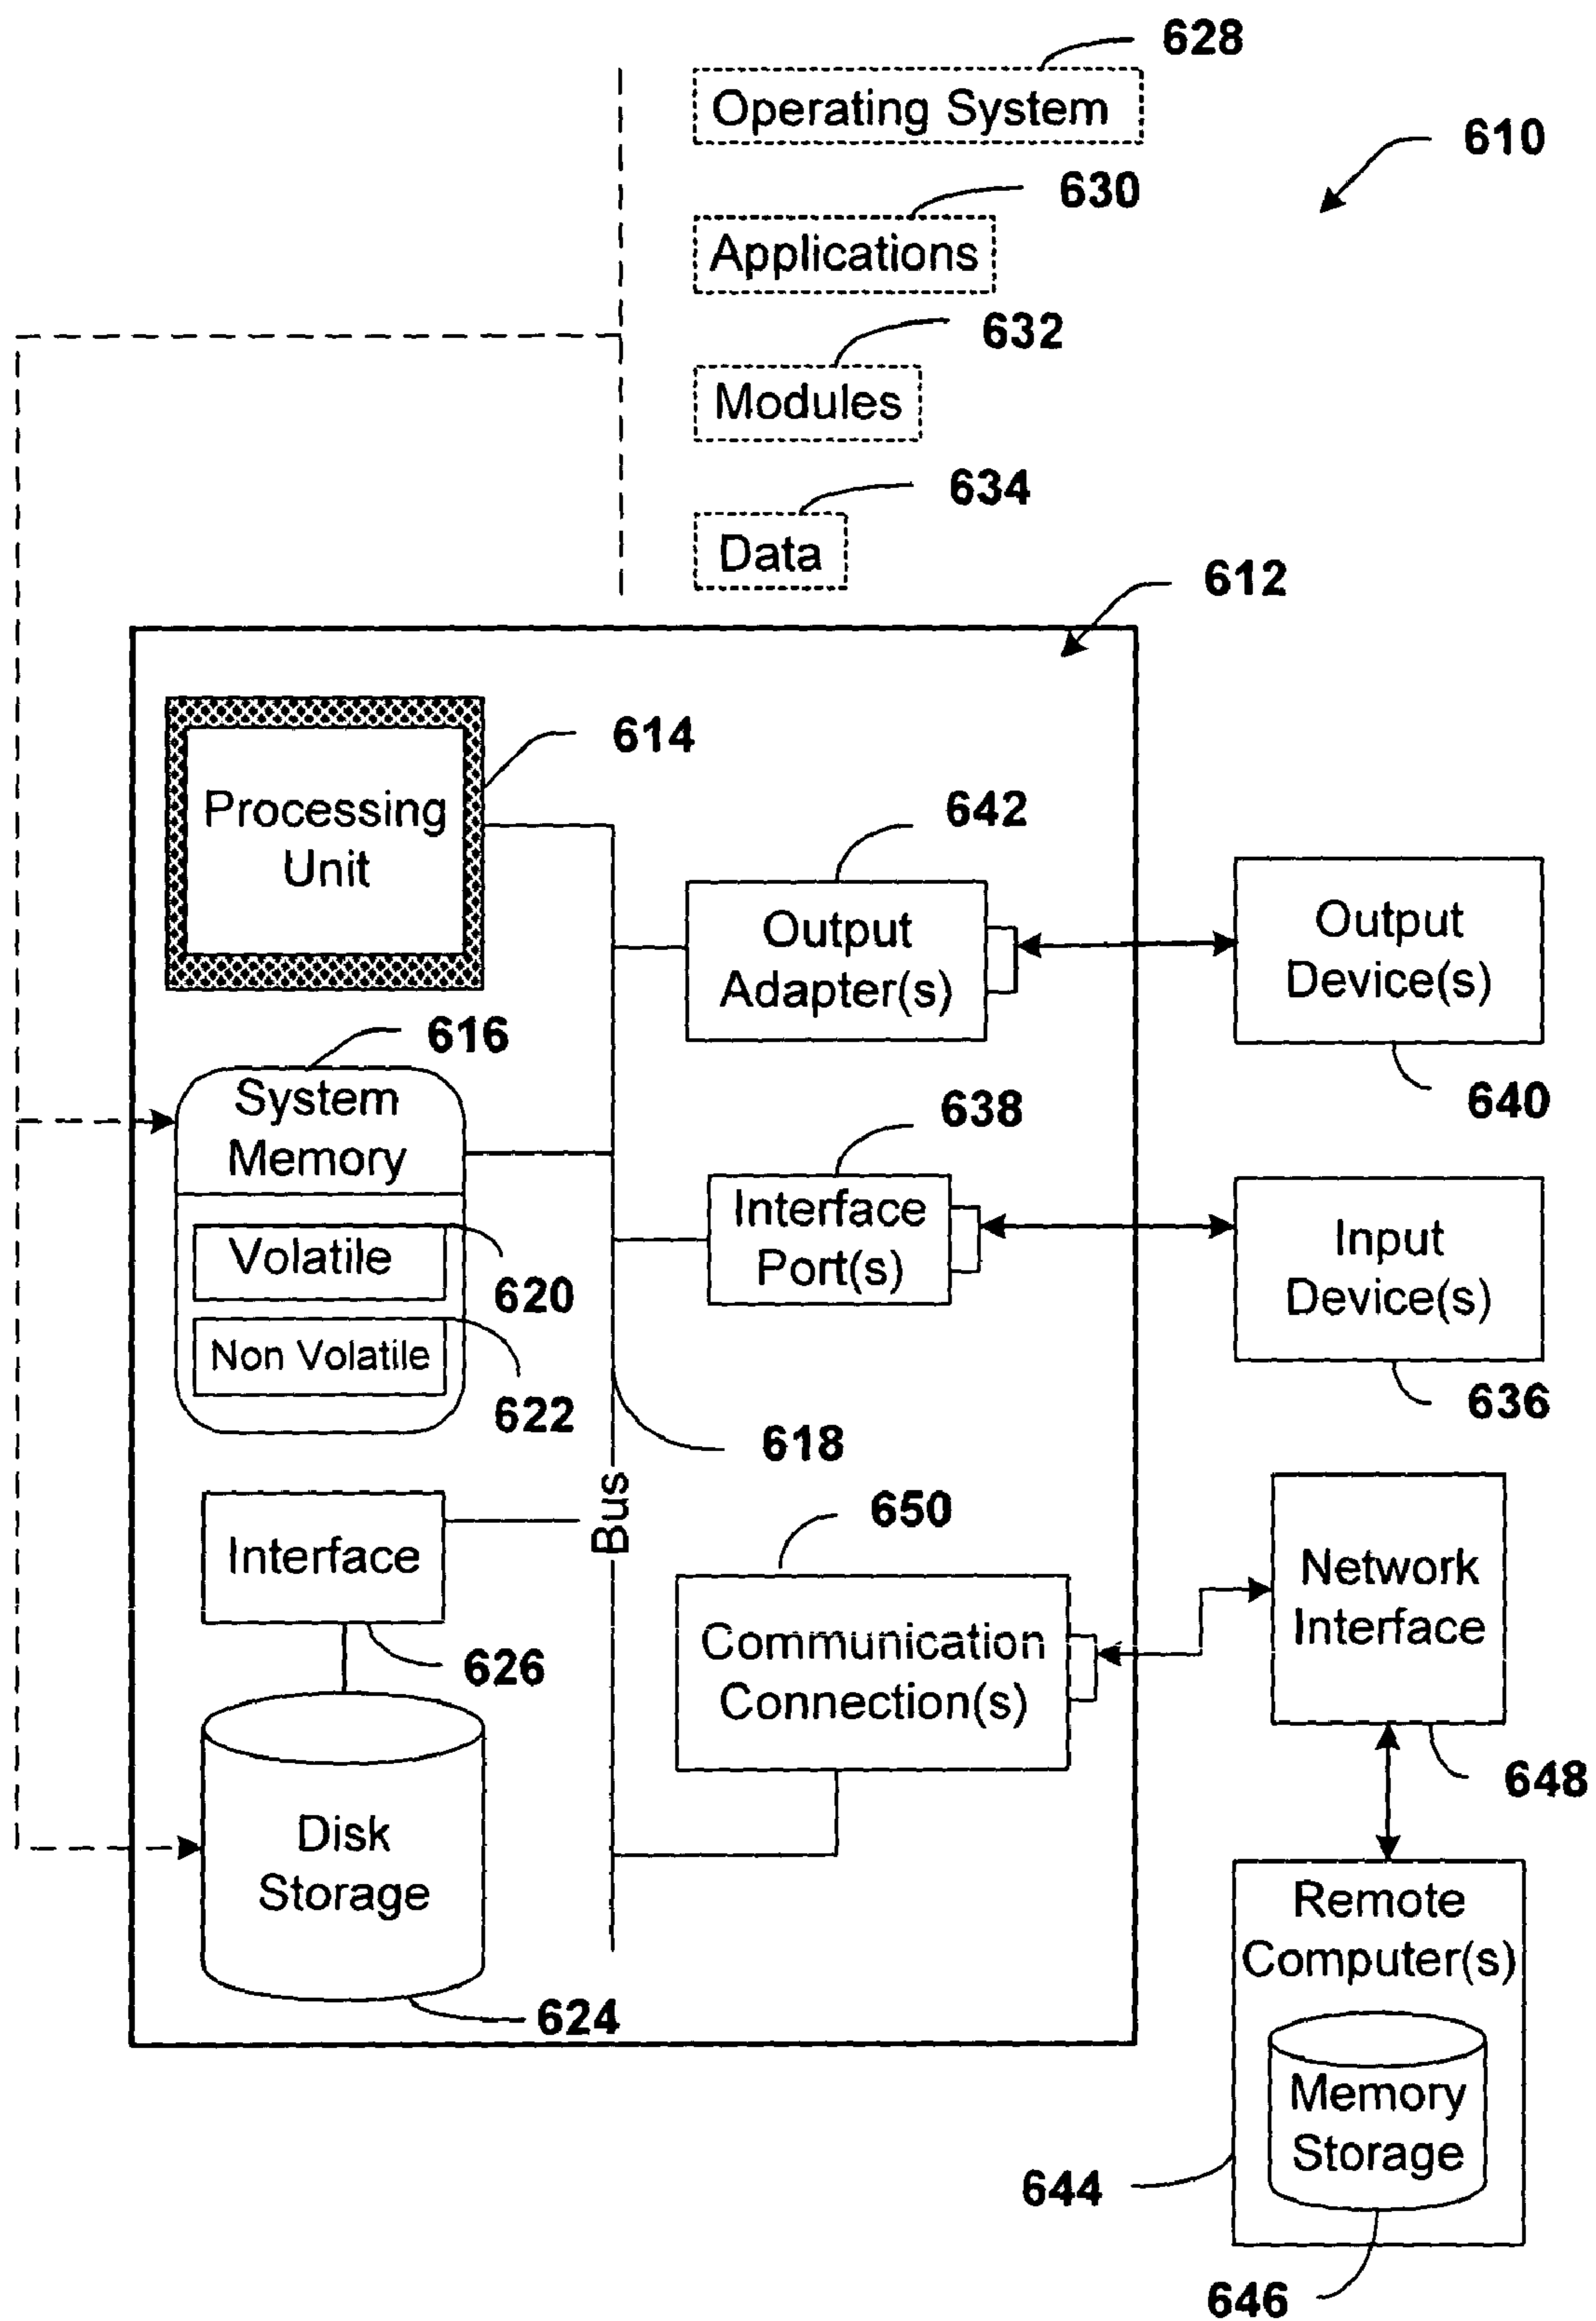 628
Operating System
610
630
Applications
632
Modules
634
Data
612
614
Processing
Unit
642
Output
Adapter(s)
Output
Device(s)
640
616
System
Memory
638
Interface
Port(s)
Input
Device(s)
636
Volatile
620
Non Volatile
622
618
Bus
650
Interface
626
Communication
Connection(s)
Network
Interface
648
Disk
Storage
624
Remote
Computer(s)
Memory
Storage
644
646